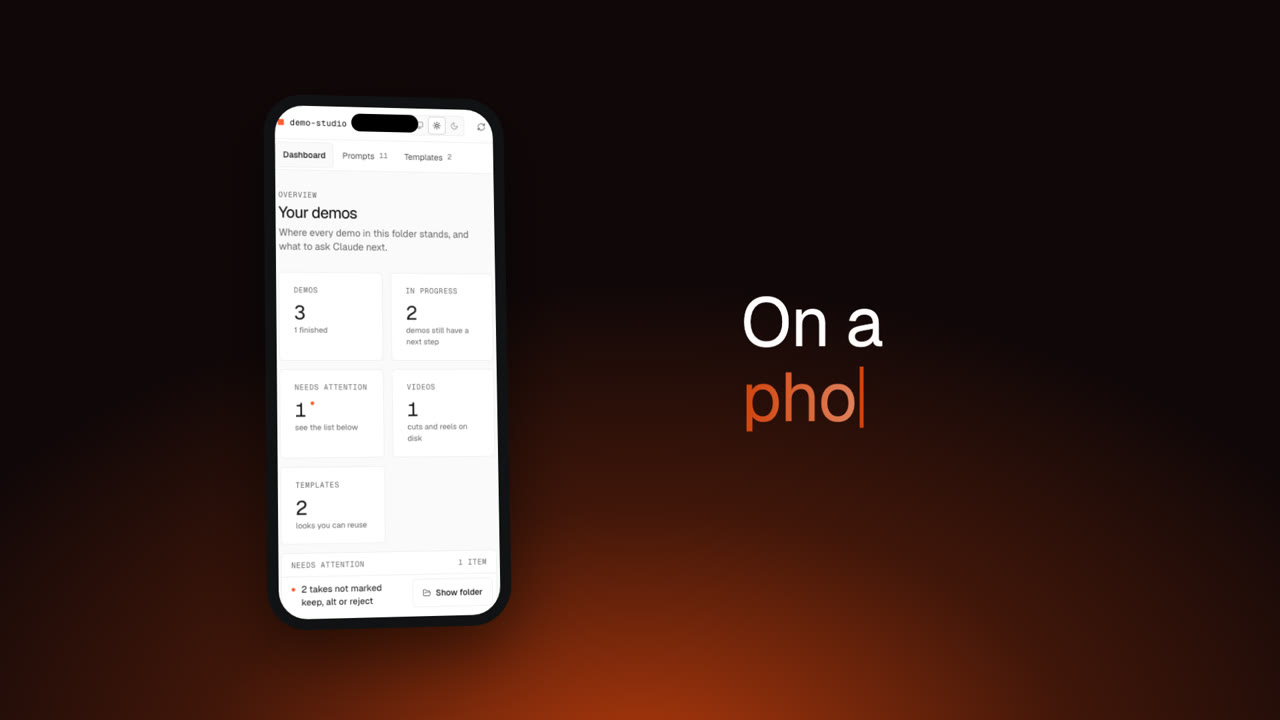 demo-studio
Dashboard Prompts 11 Templates 2
OVERVIEW
Your demos
Where every demo in this folder stands, and
what to ask Claude next.
DEMOS
3
1 finished
IN PROGRESS
2
demos still have a
next step
NEEDS ATTENTION
1
see the list below
VIDEOS
1
cuts and reels on
disk
TEMPLATES
2
looks you can reuse
NEEDS ATTENTION 1 ITEM
2 takes not marked
keep, alt or reject
Show folder
On a
pho